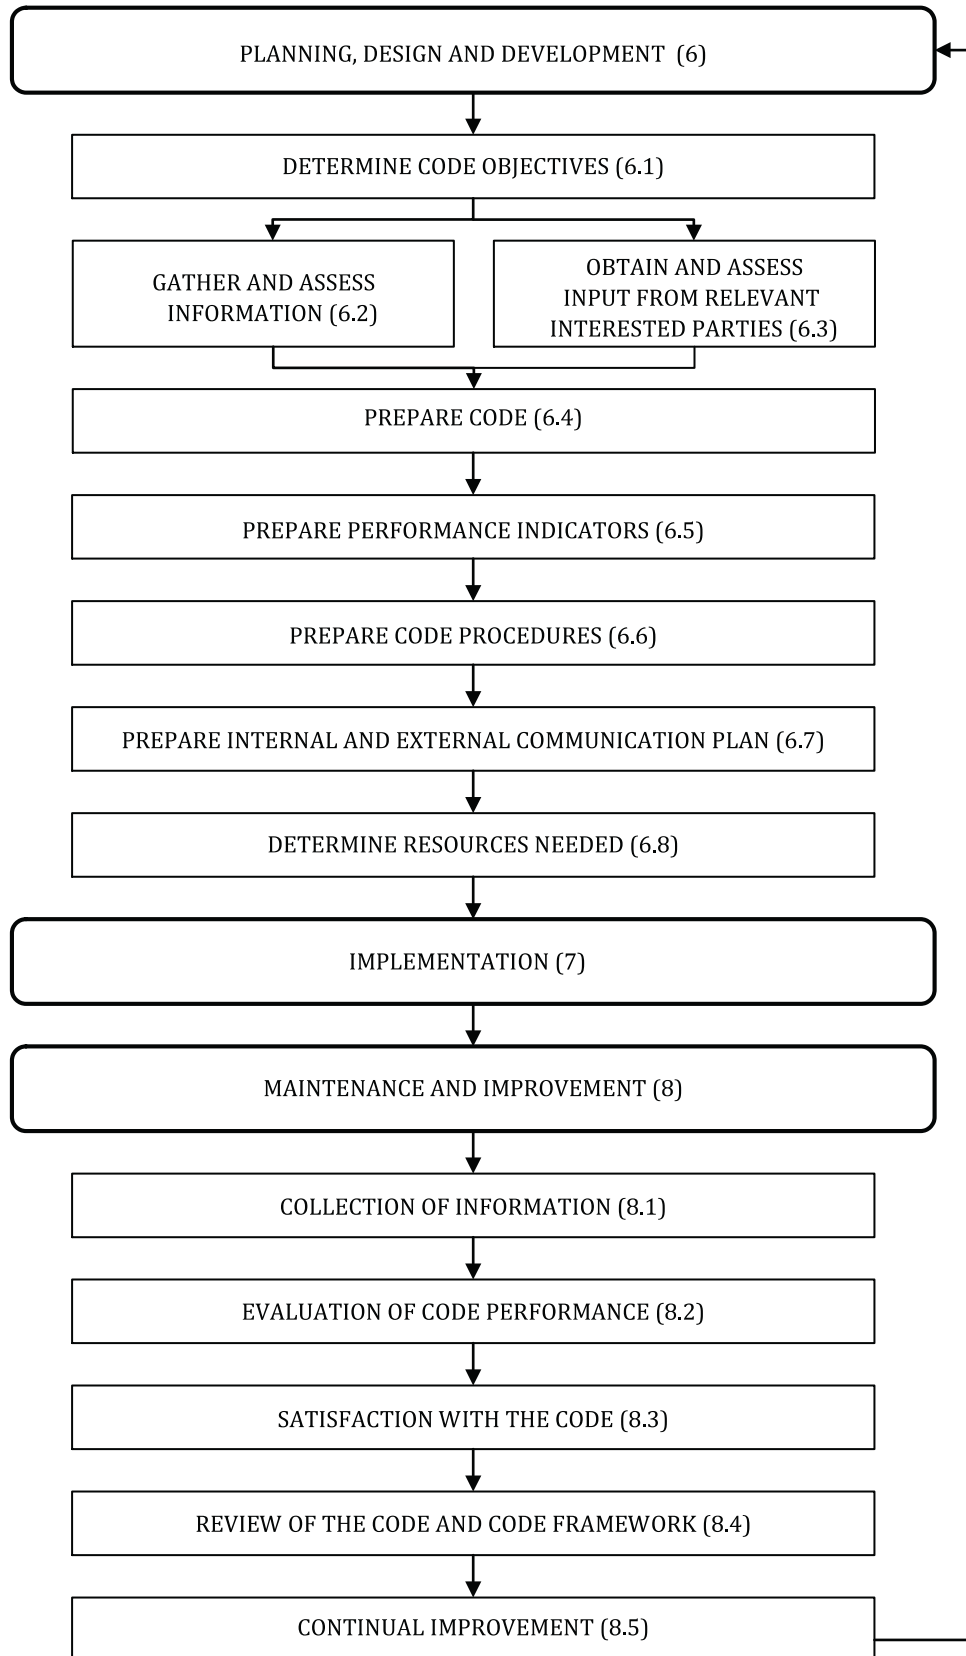 PLANNING, DESIGN AND DEVELOPMENT (6)
DETERMINE CODE OBJECTIVES (6.1)
GATHER AND ASSESS
INFORMATION (6.2)
OBTAIN AND ASSESS
INPUT FROM RELEVANT
INTERESTED PARTIES (6.3)
PREPARE CODE (6.4)
PREPARE PERFORMANCE INDICATORS (6.5)
PREPARE CODE PROCEDURES (6.6)
PREPARE INTERNAL AND EXTERNAL COMMUNICATION PLAN (6.7)
DETERMINE RESOURCES NEEDED (6.8)
IMPLEMENTATION (7)
MAINTENANCE AND IMPROVEMENT (8)
COLLECTION OF INFORMATION (8.1)
EVALUATION OF CODE PERFORMANCE (8.2)
SATISFACTION WITH THE CODE (8.3)
REVIEW OF THE CODE AND CODE FRAMEWORK (8.4)
CONTINUAL IMPROVEMENT (8.5)